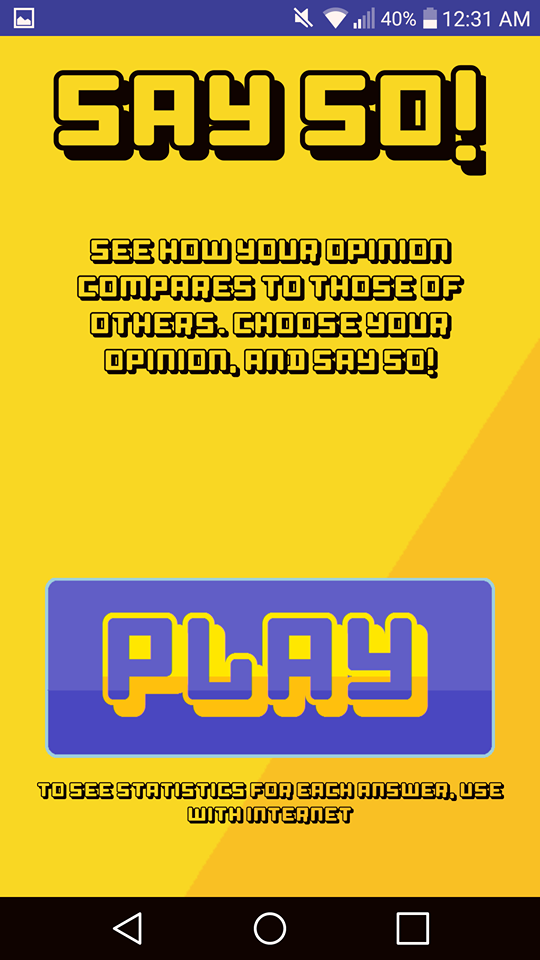 40% 12:31 AM
SAY SO!
SEE HOW YOUR OPINION
COMPARES TO THOSE OF
OTHERS. CHOOSE YOUR
OPINION, AND SAY SO!
PLAY
TO SEE STATISTICS FOR EACH ANSWER, USE
WITH INTERNET